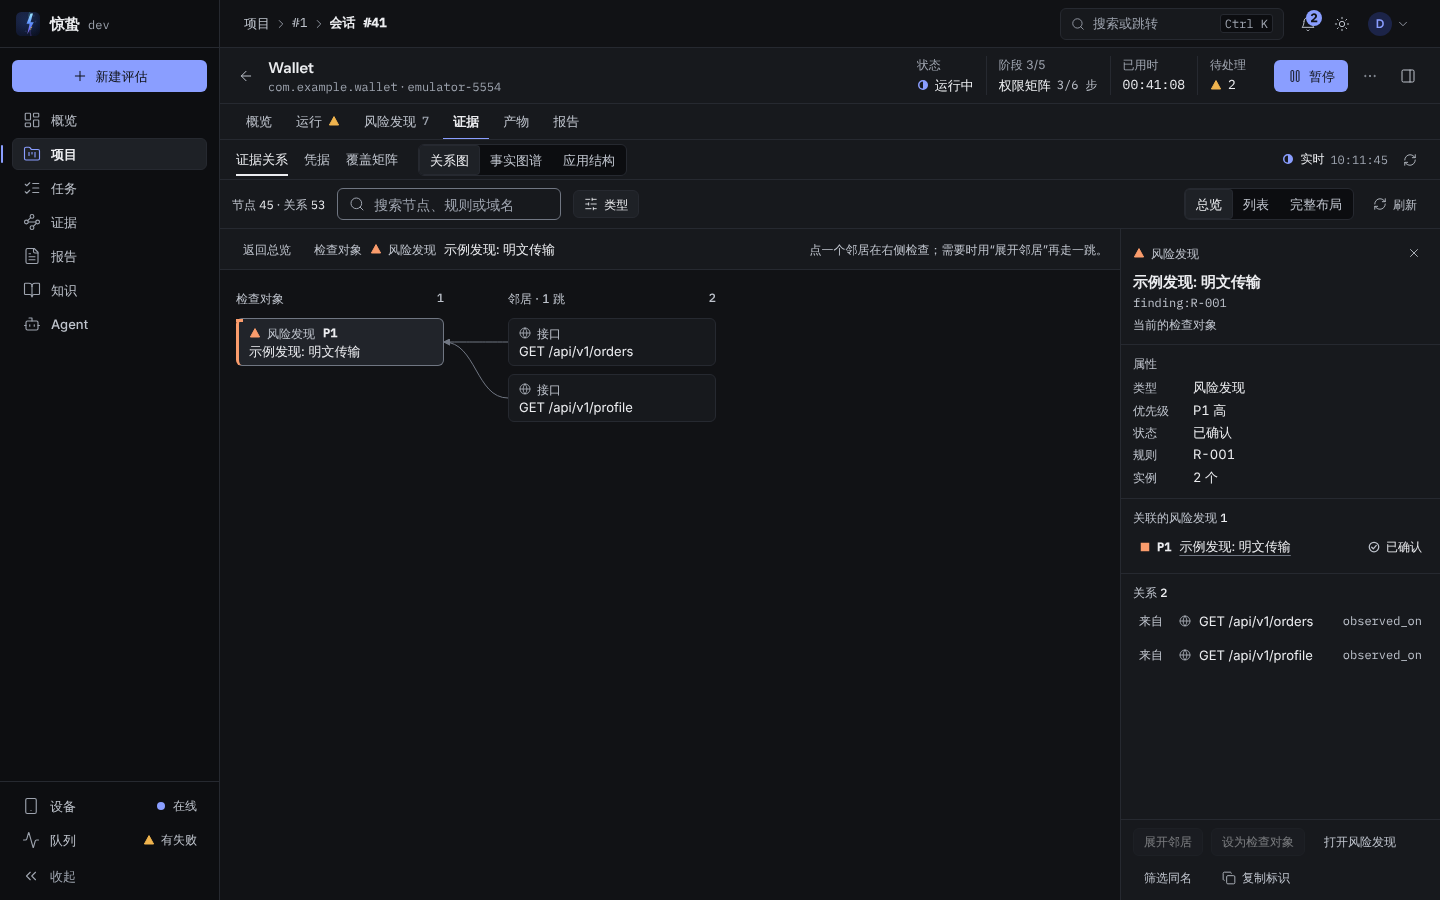 惊蛰 dev
项目 > #1 > 会话 #41
搜索或跳转 Ctrl K
2
D
新建评估
概览
项目
任务
证据
报告
知识
Agent
设备 在线
队列 有失败
收起
Wallet
com.example.wallet · emulator-5554
状态
运行中
阶段 3/5
权限矩阵 3/6 步
已用时
00:41:08
待处理
2
暂停
概览 运行 风险发现 7 证据 产物 报告
证据关系 凭据 覆盖矩阵 关系图 事实图谱 应用结构
实时 10:11:45
节点 45 · 关系 53
搜索节点、规则或域名
类型
总览 列表 完整布局
刷新
返回总览 检查对象 风险发现 示例发现: 明文传输
点一个邻居在右侧检查；需要时用“展开邻居”再走一跳。
检查对象 1
风险发现 P1
示例发现: 明文传输
邻居 · 1 跳 2
接口
GET /api/v1/orders
接口
GET /api/v1/profile
风险发现
示例发现: 明文传输
finding:R-001
当前的检查对象
属性
类型 风险发现
优先级 P1 高
状态 已确认
规则 R-001
实例 2 个
关联的风险发现 1
P1 示例发现: 明文传输 已确认
关系 2
来自 GET /api/v1/orders observed_on
来自 GET /api/v1/profile observed_on
展开邻居 设为检查对象 打开风险发现
筛选同名 复制标识